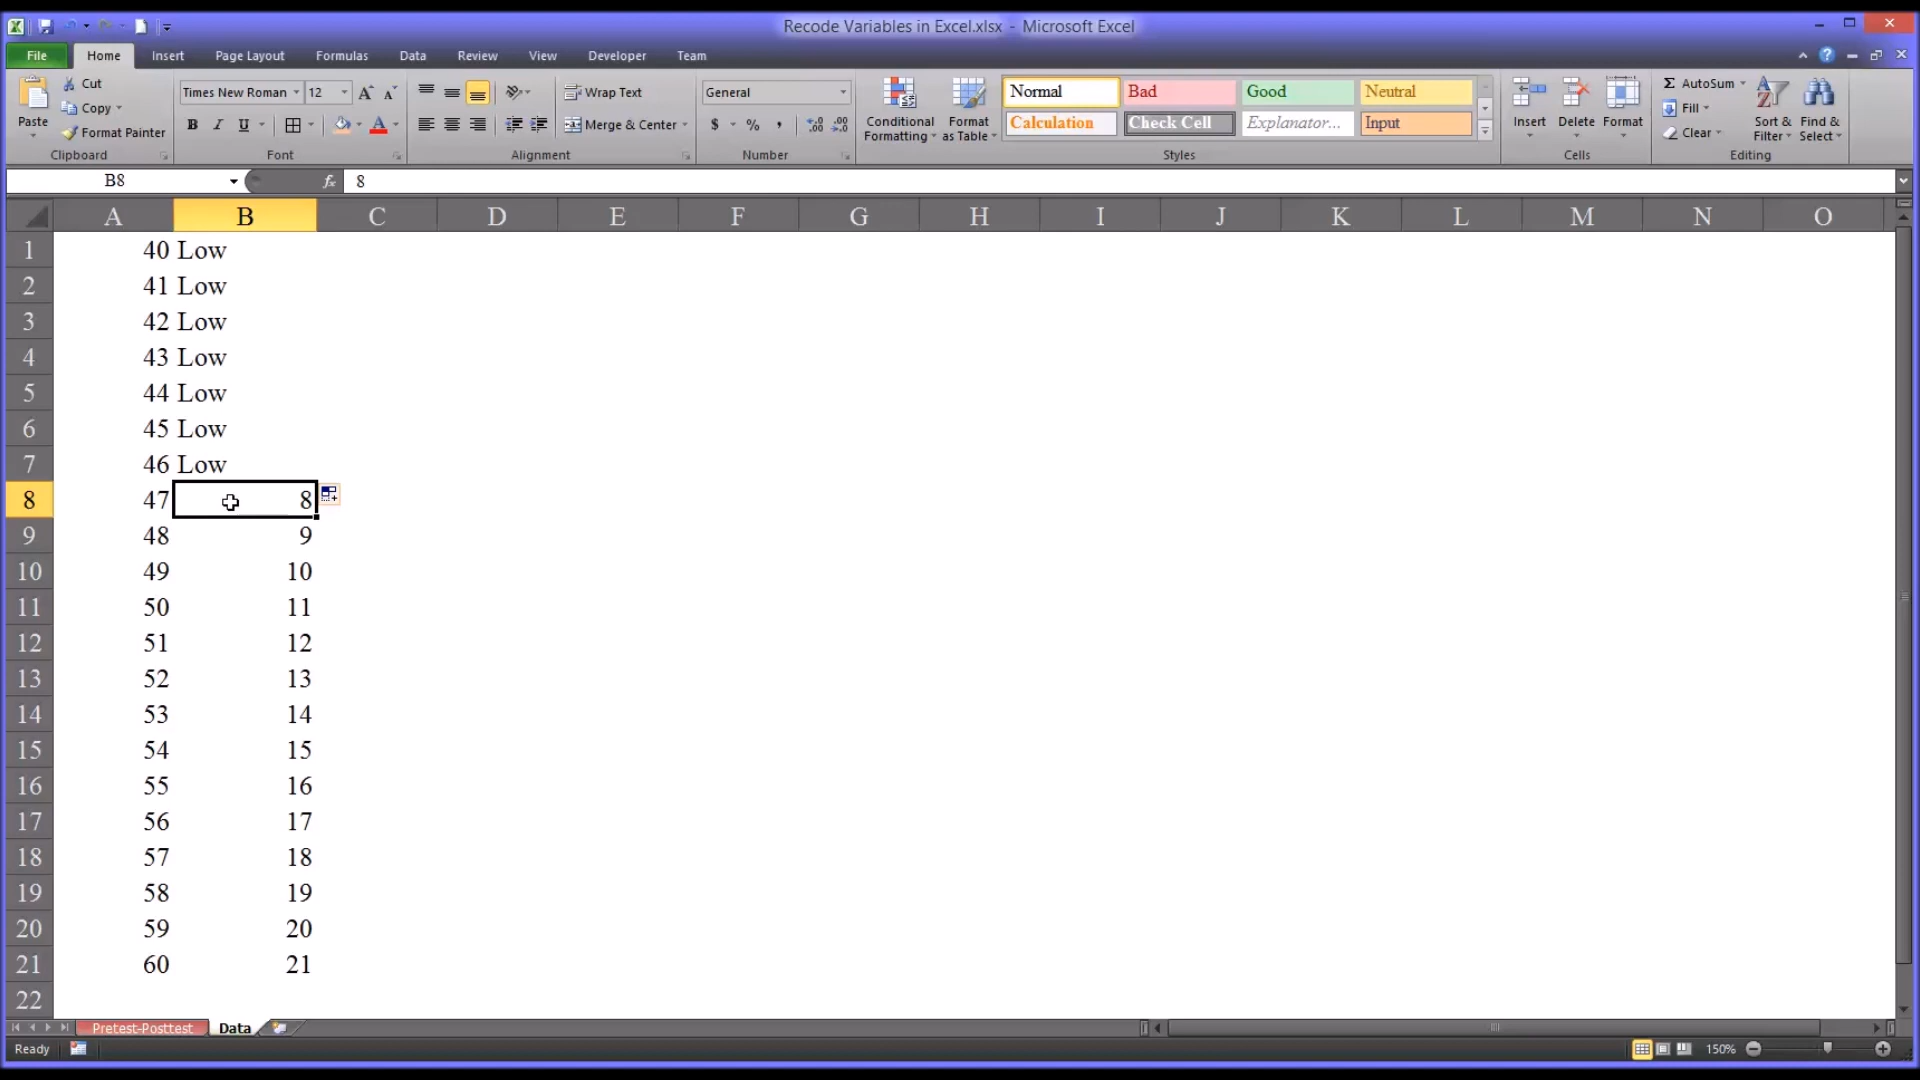 Recode Variables in Excel.xlsx - Microsoft Excel
File Home Insert Page Layout Formulas Data Review View Developer Team
Paste
Cut
Copy
Format Painter
Clipboard
Times New Roman 12
B I U A
Font
Wrap Text
Merge & Center
Alignment
General
$ % ,
Number
Conditional Formatting
Format as Table
Normal Bad Good Neutral
Calculation Check Cell Explanator... Input
Styles
Insert Delete Format
Cells
Σ AutoSum
Fill
Clear
Sort & Filter
Find & Select
Editing
B8 fx 8
A B C D E F G H I J K L M N O
1 40 Low
2 41 Low
3 42 Low
4 43 Low
5 44 Low
6 45 Low
7 46 Low
8 47 8
9 48 9
10 49 10
11 50 11
12 51 12
13 52 13
14 53 14
15 54 15
16 55 16
17 56 17
18 57 18
19 58 19
20 59 20
21 60 21
22
Pretest-Posttest Data
Ready 150%